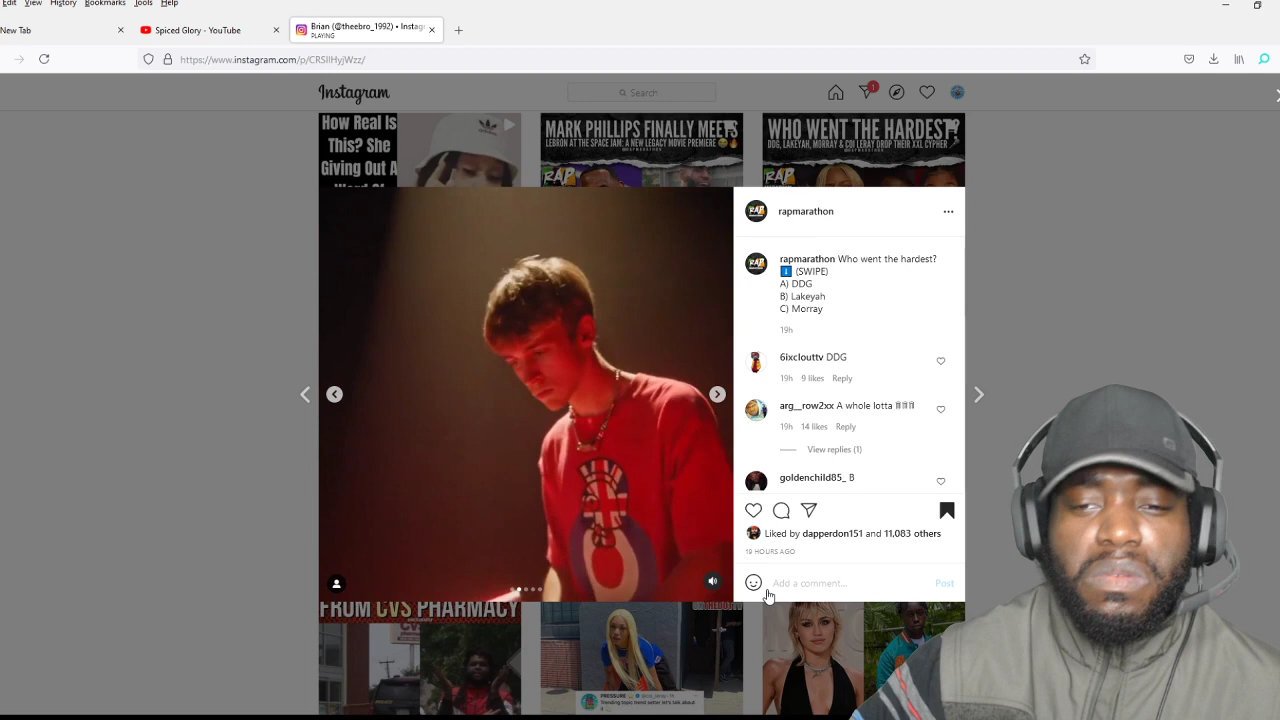 Edit View History Bookmarks Tools Help
New Tab
Spiced Glory - YouTube
Brian (@theebro_1992) • Instag
PLAYING
https://www.instagram.com/p/CRSIIHyjWzz/
Instagram
Search
1
How Real Is
This? She
Giving Out A
MARK PHILLIPS FINALLY MEETS
LEBRON AT THE SPACE JAM: A NEW LEGACY MOVIE PREMIERE
RAP
WHO WENT THE HARDEST?
DDG, LAKEYAH, MORRAY & COI LERAY DROP THEIR XXL CYPHER
RAP
rapmarathon
rapmarathon Who went the hardest?
(SWIPE)
A) DDG
B) Lakeyah
C) Morray
19h
6ixclouttv DDG
19h 9 likes Reply
arg__row2xx A whole lotta
19h 14 likes Reply
View replies (1)
goldenchild85_ B
Liked by dapperdon151 and 11,083 others
19 HOURS AGO
Add a comment...
Post
FROM CVS PHARMACY
PRESSURE